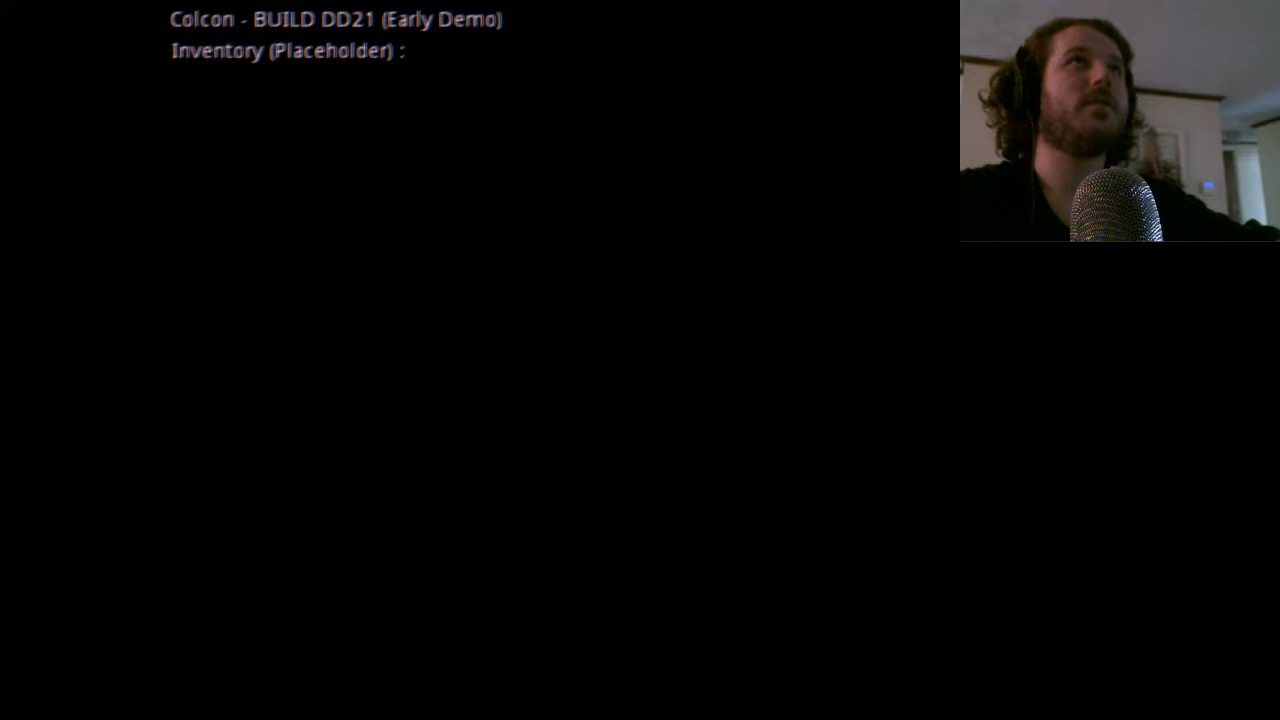 Colcon - BUILD DD21 (Early Demo)
Inventory (Placeholder) :